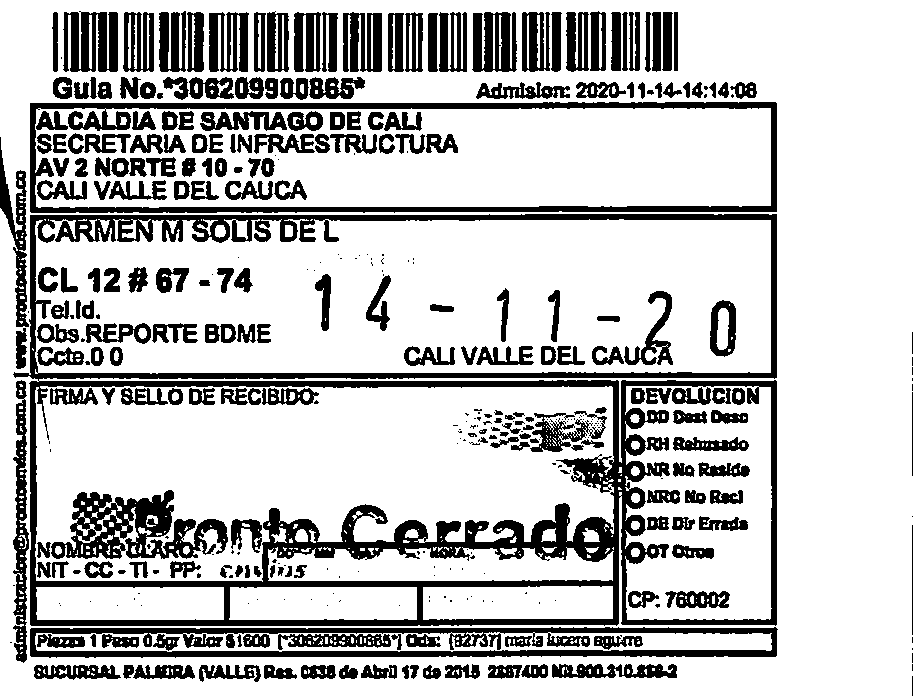 Guia No.*306209900865*
Admision: 2020-11-14-14:14:08
ALCALDIA DE SANTIAGO DE CALI
SECRETARIA DE INFRAESTRUCTURA
AV 2 NORTE # 10 - 70
CALI VALLE DEL CAUCA
CARMEN M SOLIS DE L
CL 12 # 67 - 74
Tel.Id.
Obs.REPORTE BDME
Ccte.0 0
14-11-20
CALI VALLE DEL CAUCA
administracion@prontoenvios.com.co | www.prontoenvios.com.co
FIRMA Y SELLO DE RECIBIDO:
Pronto Cerrado
envios
NOMBRE CLARO:
HORA
NIT - CC - TI - PP:
DEVOLUCION
DD Dest Desc
RH Rehusado
NR No Reside
NRC No Recl
DE Dir Errada
OT Otros
CP: 760002
Piezas 1 Peso 0.5gr Valor $1600 [*306209900865*] Ods: [92737] maria lucero aguirre
SUCURSAL PALMIRA (VALLE) Res. 0636 de Abril 17 de 2015